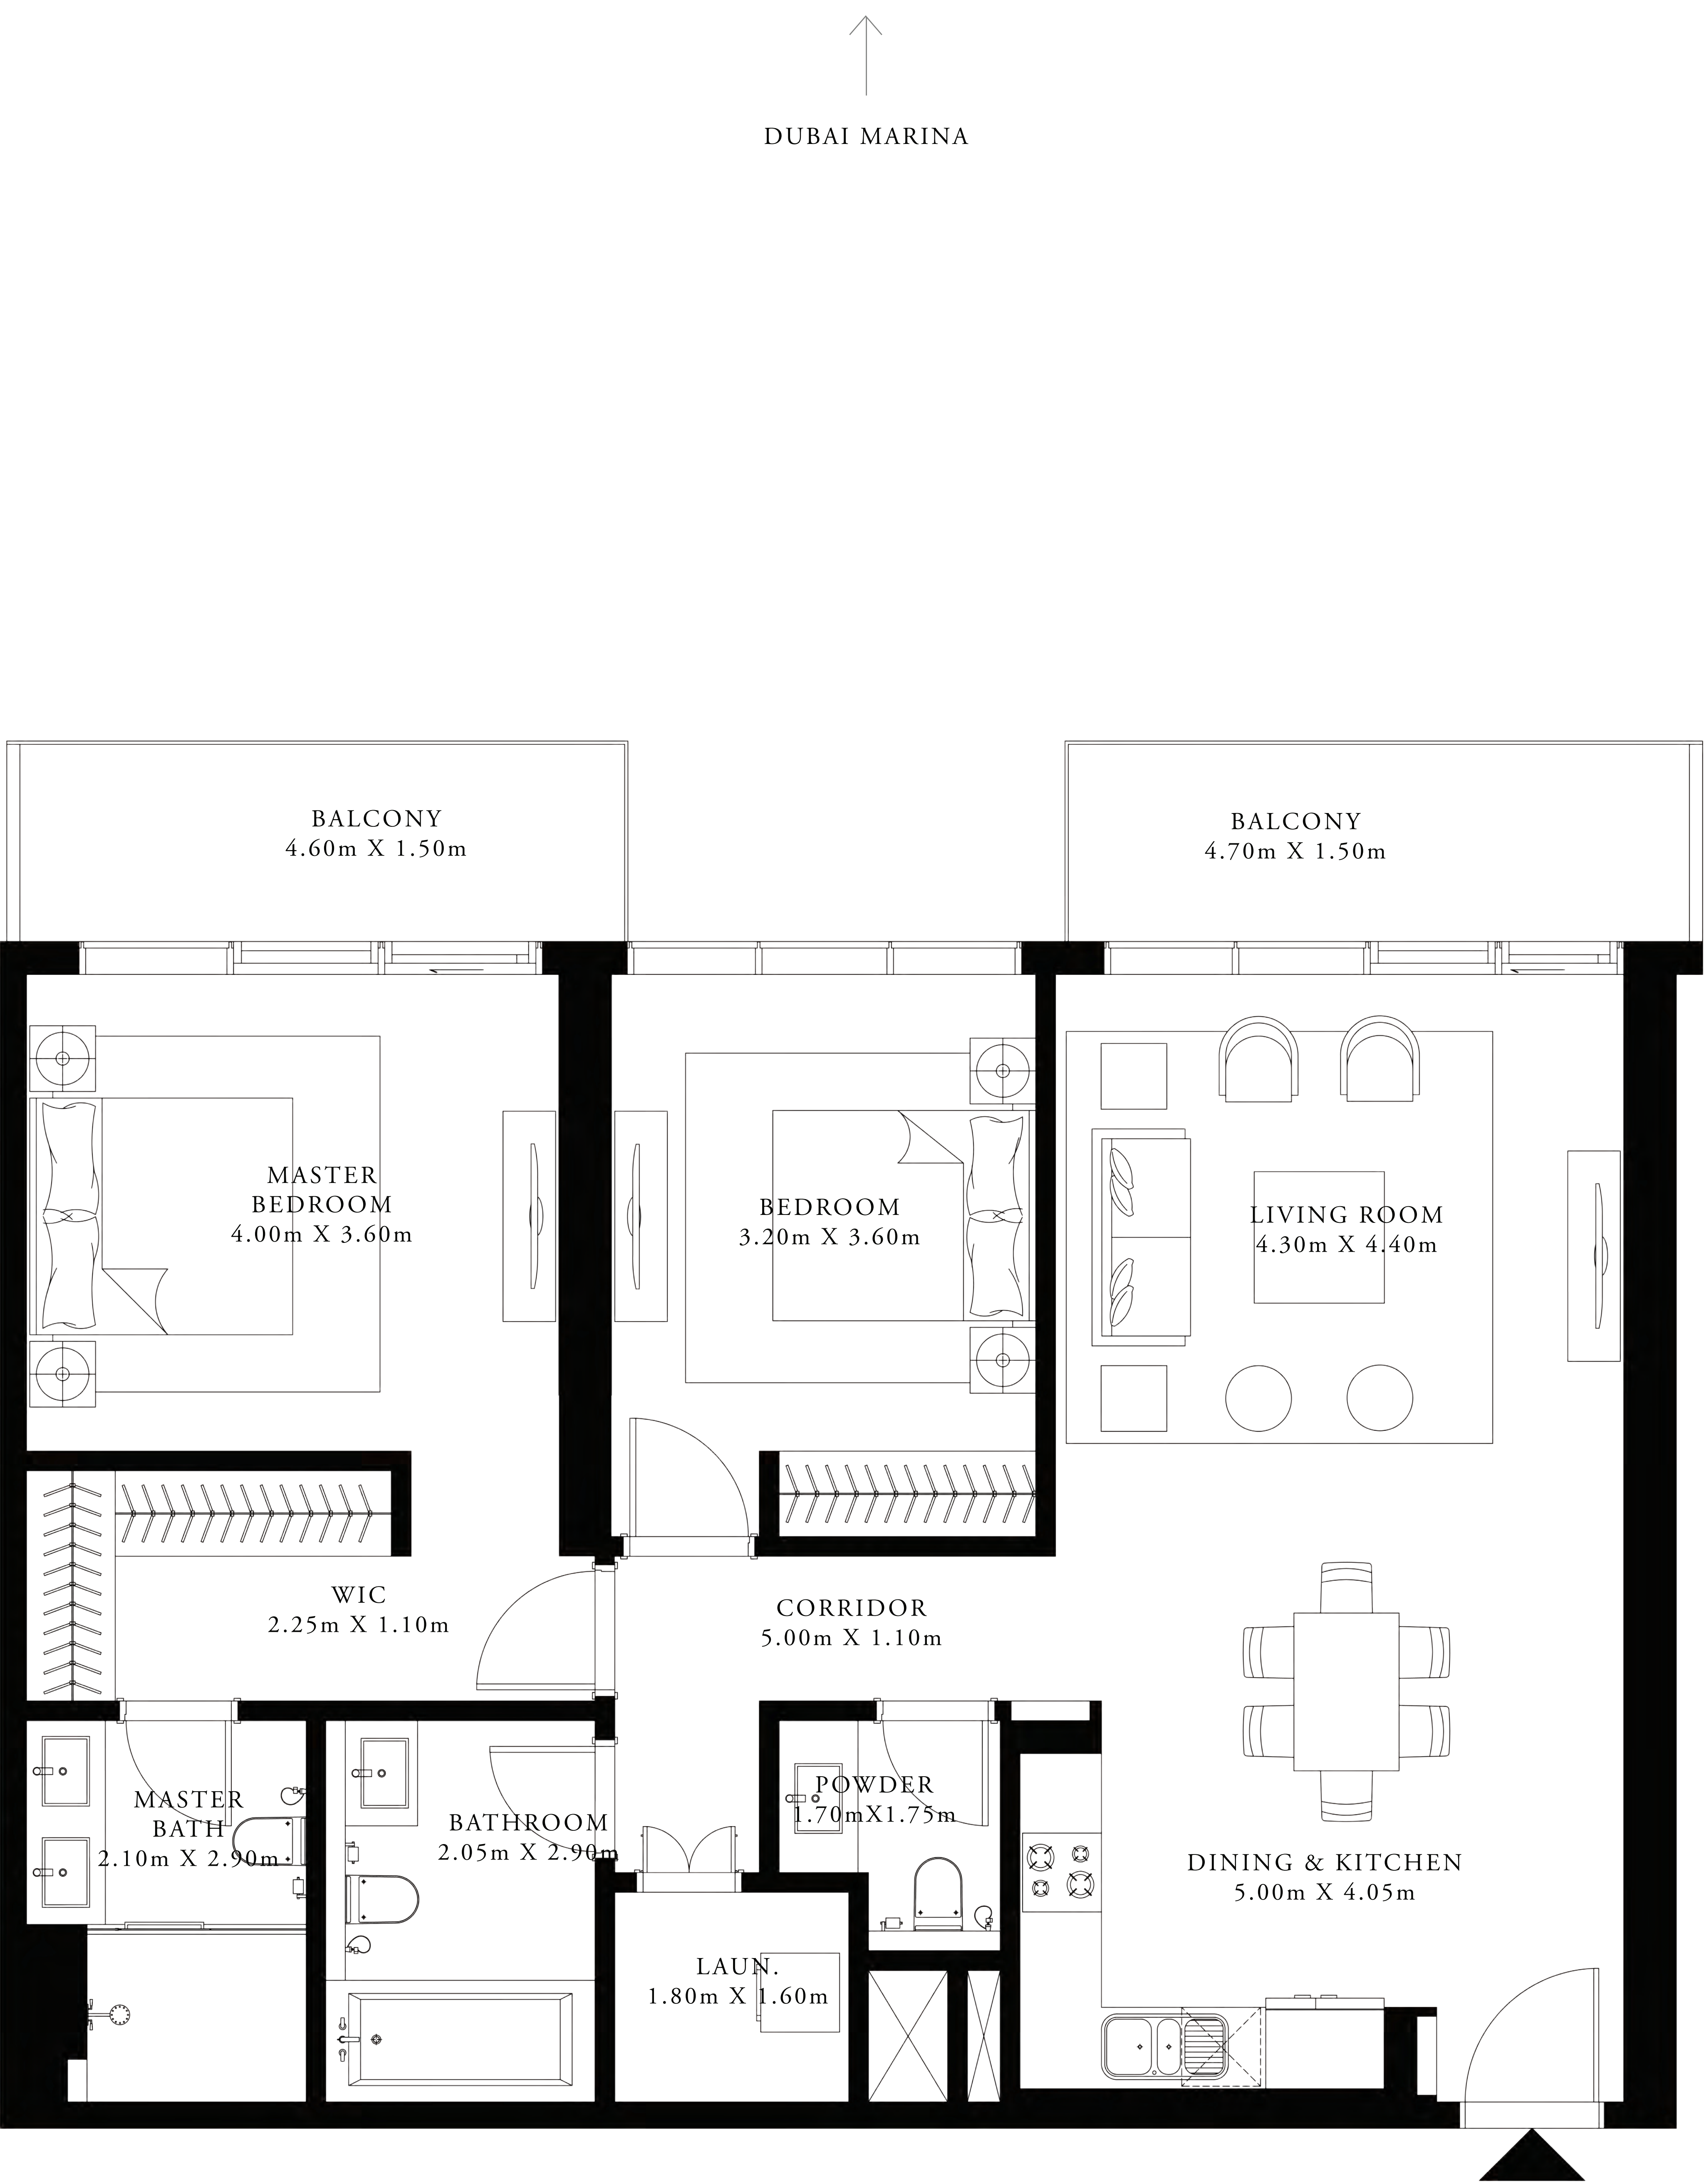 DUBAI MARINA
BALCONY
4.60m X 1.50m
BALCONY
4.70m X 1.50m
MASTER
BEDROOM
4.00m X 3.60m
BEDROOM
3.20m X 3.60m
LIVING ROOM
4.30m X 4.40m
WIC
2.25m X 1.10m
CORRIDOR
5.00m X 1.10m
MASTER
BATH
2.10m X 2.90m
BATHROOM
2.05m X 2.90m
POWDER
1.70mX1.75m
DINING & KITCHEN
5.00m X 4.05m
LAUN.
1.80m X 1.60m